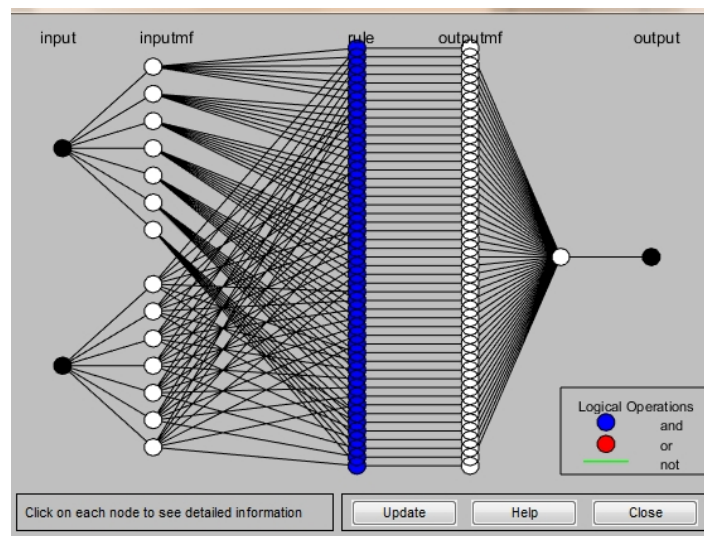 input inputmf rule outputmf output
Logical Operations
and
or
not
Click on each node to see detailed information
Update Help Close